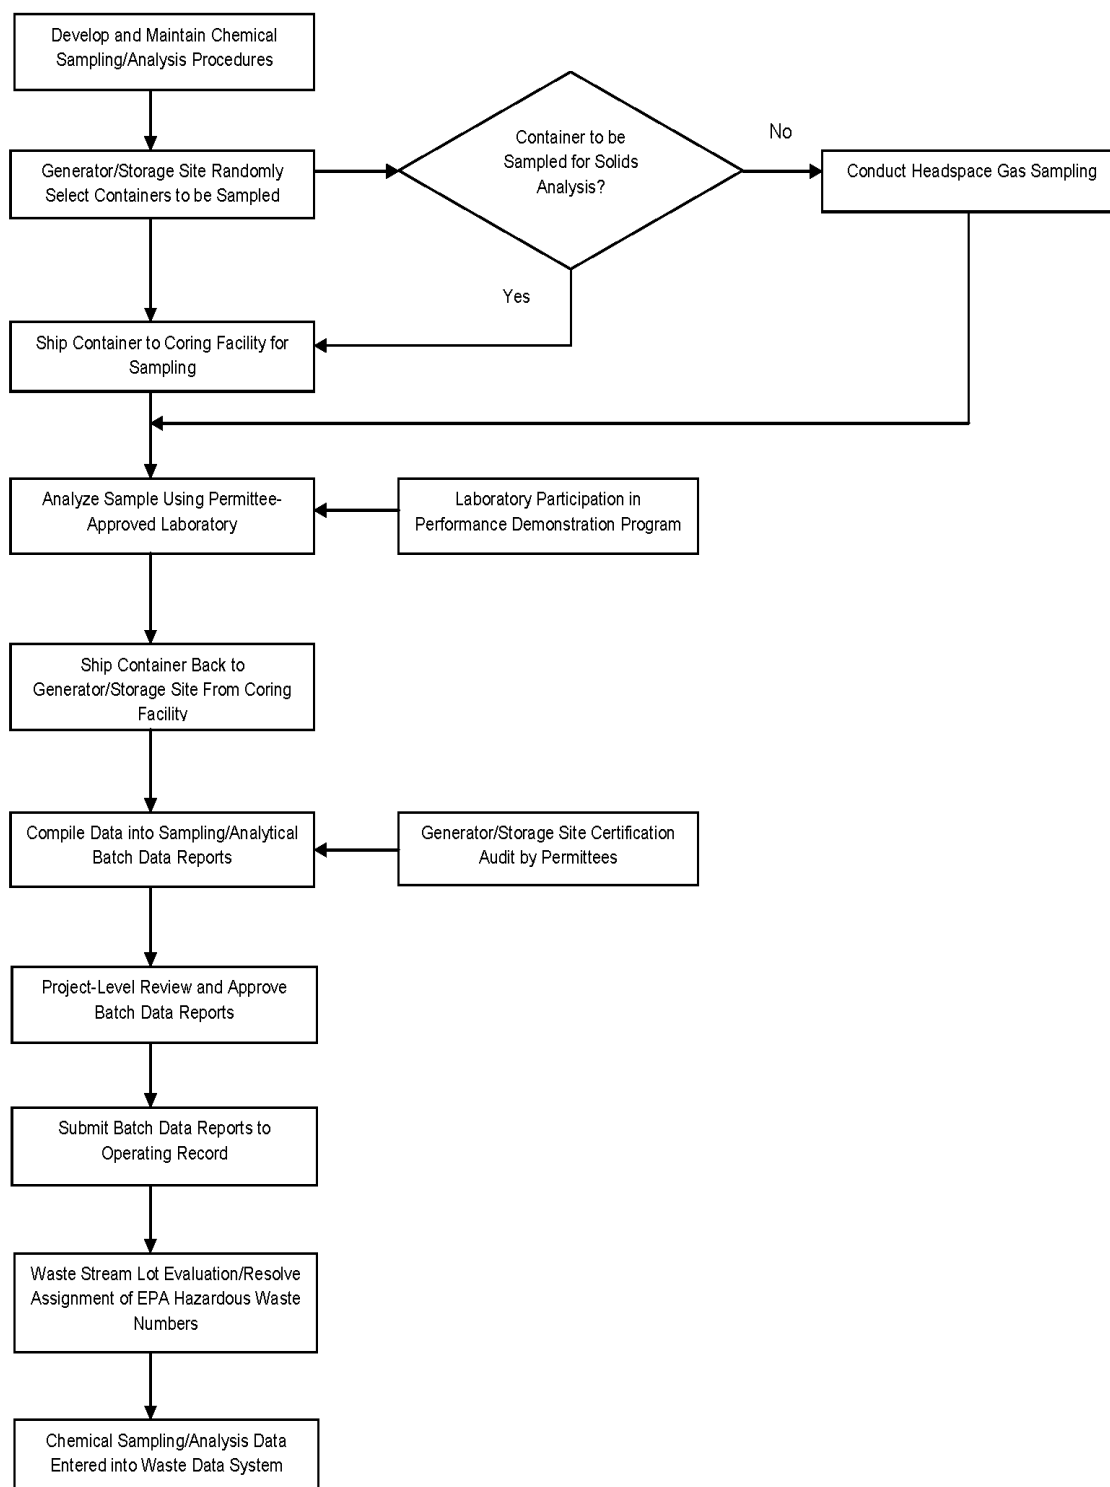 Develop and Maintain Chemical
Sampling/Analysis Procedures
Container to be
Sampled for Solids
Analysis?
No
Generator/Storage Site Randomly
Select Containers to be Sampled
Conduct Headspace Gas Sampling
Yes
Ship Container to Coring Facility for
Sampling
Analyze Sample Using Permittee-
Approved Laboratory
Laboratory Participation in
Performance Demonstration Program
Ship Container Back to
Generator/Storage Site From Coring
Facility
Compile Data into Sampling/Analytical
Batch Data Reports
Generator/Storage Site Certification
Audit by Permittees
Project-Level Review and Approve
Batch Data Reports
Submit Batch Data Reports to
Operating Record
Waste Stream Lot Evaluation/Resolve
Assignment of EPA Hazardous Waste
Numbers
Chemical Sampling/Analysis Data
Entered into Waste Data System